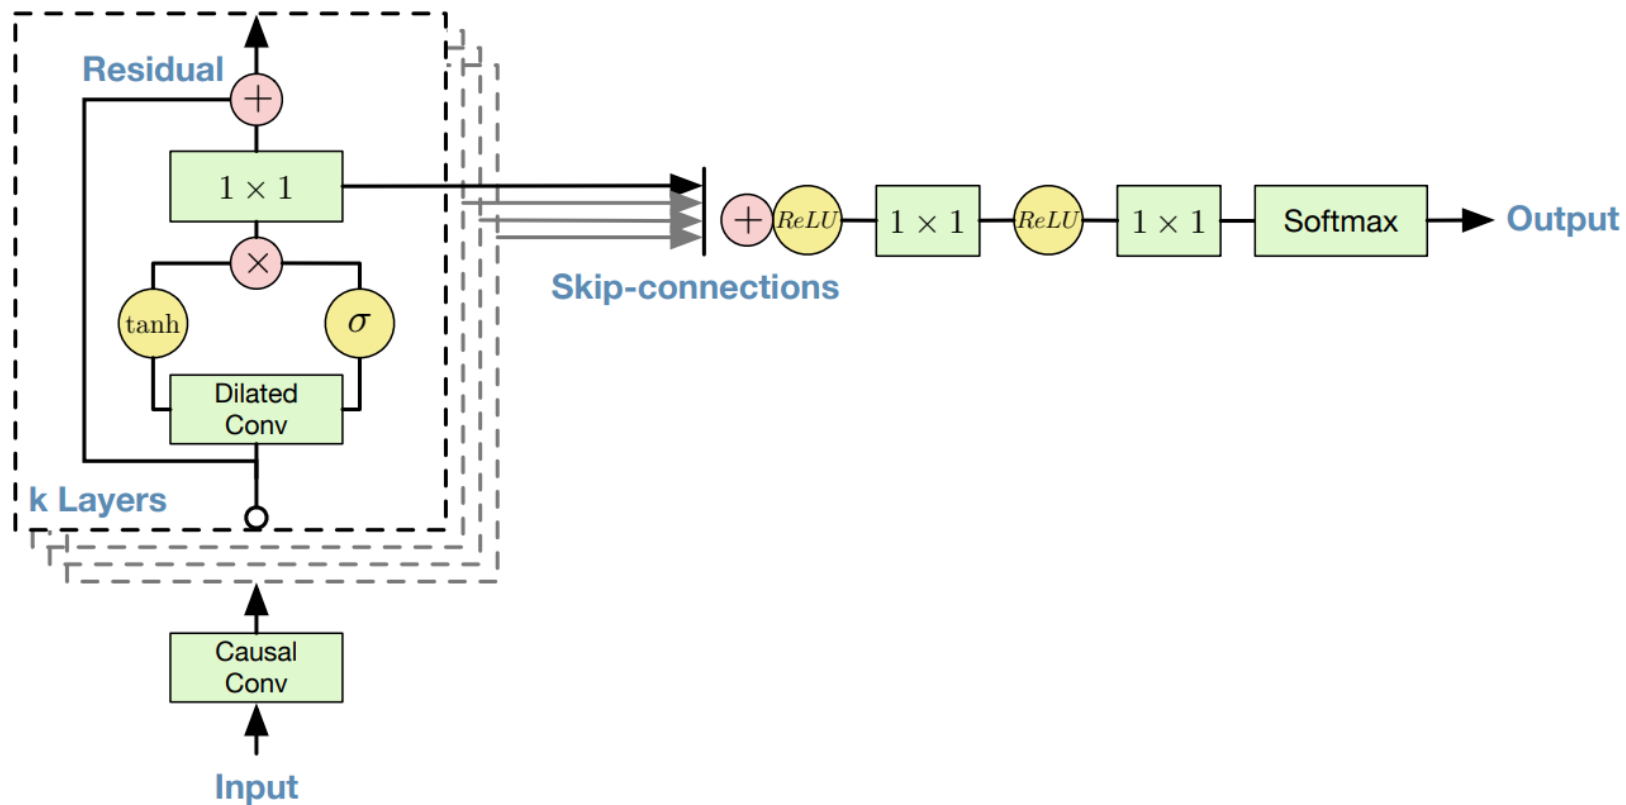 Residual
+
1 × 1
×
tanh
σ
Dilated
Conv
k Layers
Causal
Conv
Input
+
ReLU
1 × 1
ReLU
1 × 1
Softmax
Output
Skip-connections